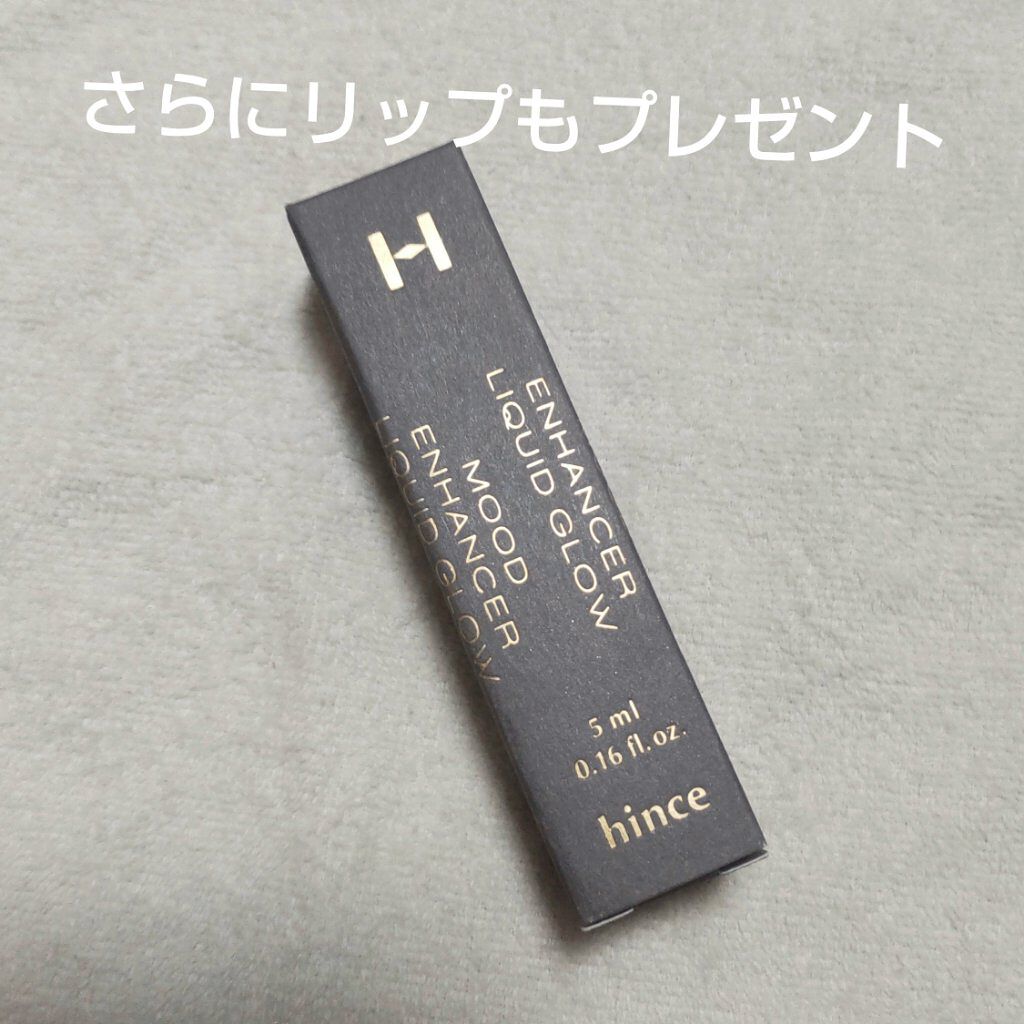 さらにリップもプレゼント
H
ENHANCER
LIQUID GLOW
MOOD
ENHANCER
LIQUID GLOW
5 ml
0.16 fl.oz.
hince